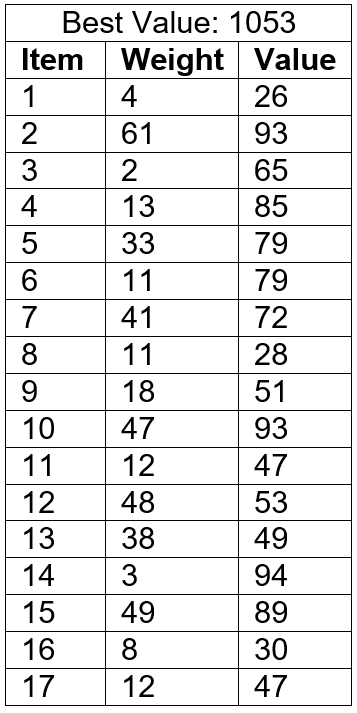 Best Value: 1053
Item Weight Value
1 4 26
2 61 93
3 2 65
4 13 85
5 33 79
6 11 79
7 41 72
8 11 28
9 18 51
10 47 93
11 12 47
12 48 53
13 38 49
14 3 94
15 49 89
16 8 30
17 12 47